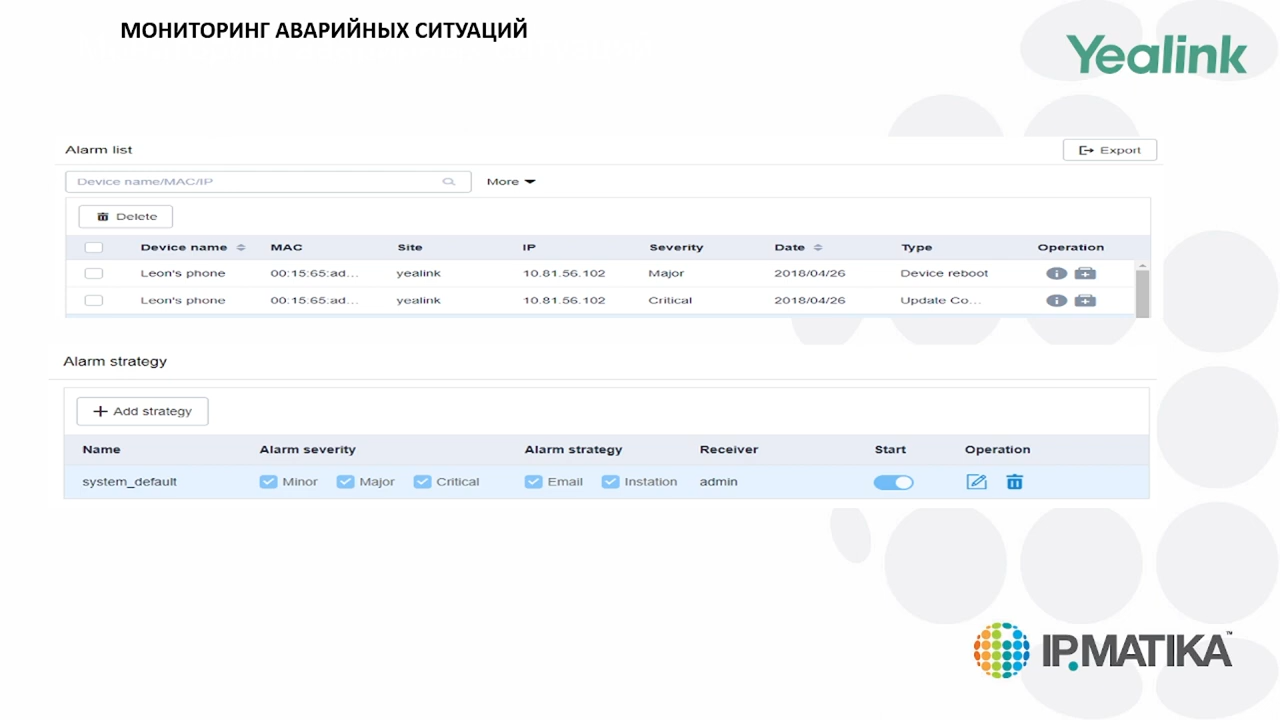 МОНИТОРИНГ АВАРИЙНЫХ СИТУАЦИЙ
Yealink
Alarm list
Export
Device name/MAC/IP
More
Delete
Device name MAC Site IP Severity Date Type Operation
Leon's phone 00:15:65:ad... yealink 10.81.56.102 Major 2018/04/26 Device reboot
Leon's phone 00:15:65:ad... yealink 10.81.56.102 Critical 2018/04/26 Update Co...
Alarm strategy
Add strategy
Name Alarm severity Alarm strategy Receiver Start Operation
system_default Minor Major Critical Email Instation admin
IPMATIKA™